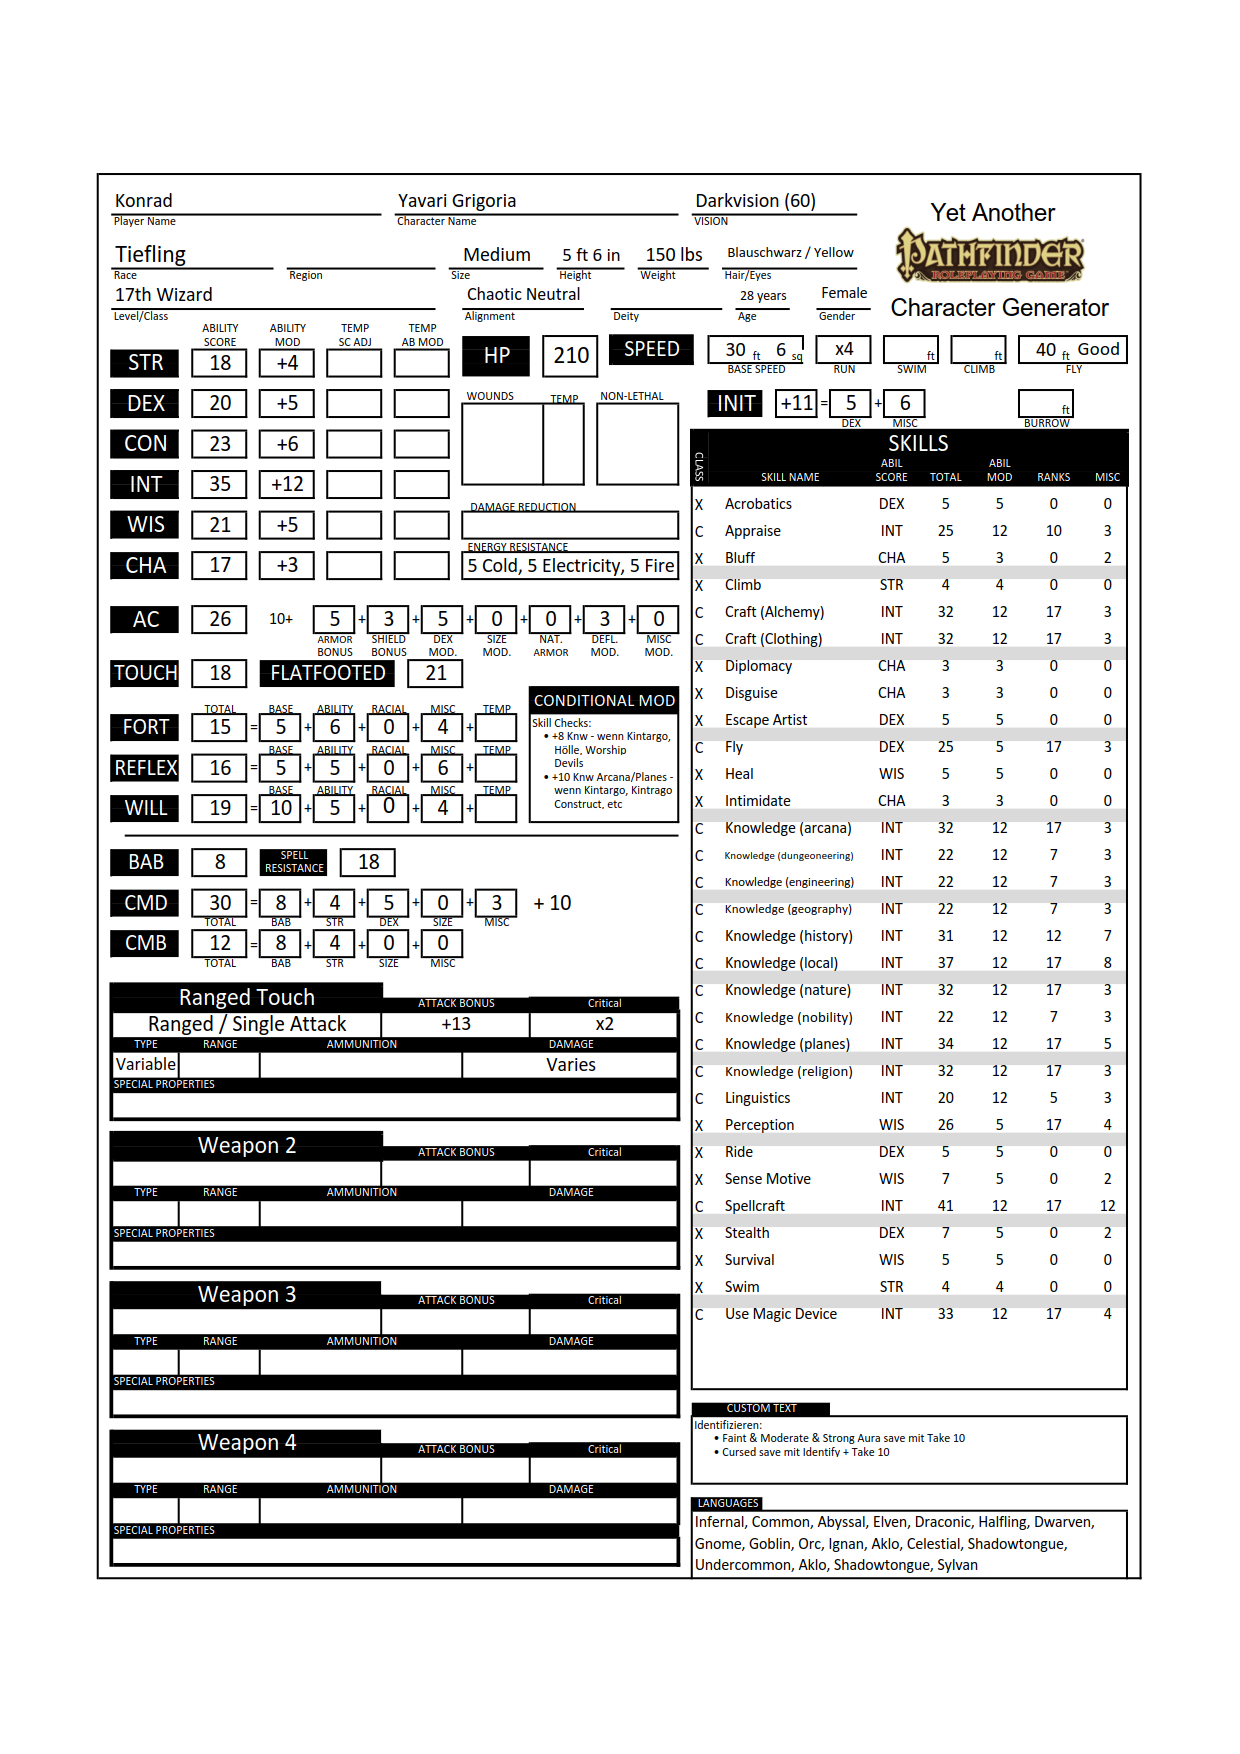 Konrad Yavari Grigoria Darkvision (60)
Player Name Character Name VISION
Yet Another
PATHFINDER
ROLEPLAYING GAME
Character Generator
Tiefling Medium 5 ft 6 in 150 lbs Blauschwarz / Yellow
Race Region Size Height Weight Hair/Eyes
17th Wizard Chaotic Neutral 28 years Female
Level/Class Alignment Deity Age Gender
ABILITY SCORE ABILITY MOD TEMP SC ADJ TEMP AB MOD
STR 18 +4
DEX 20 +5
CON 23 +6
INT 35 +12
WIS 21 +5
CHA 17 +3
HP 210
SPEED 30 ft 6 sq x4 ft ft 40 ft Good
BASE SPEED RUN SWIM CLIMB FLY
WOUNDS TEMP NON-LETHAL
INIT +11 = 5 + 6 ft
DEX MISC BURROW
DAMAGE REDUCTION
ENERGY RESISTANCE
5 Cold, 5 Electricity, 5 Fire
AC 26 10+ 5 + 3 + 5 + 0 + 0 + 3 + 0
ARMOR BONUS SHIELD BONUS DEX MOD. SIZE MOD. NAT. ARMOR DEFL. MOD. MISC MOD.
TOUCH 18 FLATFOOTED 21
TOTAL BASE ABILITY RACIAL MISC TEMP
FORT 15 = 5 + 6 + 0 + 4 +
BASE ABILITY RACIAL MISC TEMP
REFLEX 16 = 5 + 5 + 0 + 6 +
BASE ABILITY RACIAL MISC TEMP
WILL 19 = 10 + 5 + 0 + 4 +
CONDITIONAL MOD
Skill Checks:
• +8 Knw - wenn Kintargo,
Hölle, Worship
Devils
• +10 Knw Arcana/Planes -
wenn Kintargo, Kintrago
Construct, etc
BAB 8 SPELL RESISTANCE 18
CMD 30 = 8 + 4 + 5 + 0 + 3 + 10
TOTAL BAB STR DEX SIZE MISC
CMB 12 = 8 + 4 + 0 + 0
TOTAL BAB STR SIZE MISC
Ranged Touch ATTACK BONUS Critical
Ranged / Single Attack +13 x2
TYPE RANGE AMMUNITION DAMAGE
Variable Varies
SPECIAL PROPERTIES
Weapon 2 ATTACK BONUS Critical
TYPE RANGE AMMUNITION DAMAGE
SPECIAL PROPERTIES
Weapon 3 ATTACK BONUS Critical
TYPE RANGE AMMUNITION DAMAGE
SPECIAL PROPERTIES
Weapon 4 ATTACK BONUS Critical
TYPE RANGE AMMUNITION DAMAGE
SPECIAL PROPERTIES
SKILLS
CLASS SKILL NAME ABIL SCORE TOTAL ABIL MOD RANKS MISC
X Acrobatics DEX 5 5 0 0
C Appraise INT 25 12 10 3
X Bluff CHA 5 3 0 2
X Climb STR 4 4 0 0
C Craft (Alchemy) INT 32 12 17 3
C Craft (Clothing) INT 32 12 17 3
X Diplomacy CHA 3 3 0 0
X Disguise CHA 3 3 0 0
X Escape Artist DEX 5 5 0 0
C Fly DEX 25 5 17 3
X Heal WIS 5 5 0 0
X Intimidate CHA 3 3 0 0
C Knowledge (arcana) INT 32 12 17 3
C Knowledge (dungeoneering) INT 22 12 7 3
C Knowledge (engineering) INT 22 12 7 3
C Knowledge (geography) INT 22 12 7 3
C Knowledge (history) INT 31 12 12 7
C Knowledge (local) INT 37 12 17 8
C Knowledge (nature) INT 32 12 17 3
C Knowledge (nobility) INT 22 12 7 3
C Knowledge (planes) INT 34 12 17 5
C Knowledge (religion) INT 32 12 17 3
C Linguistics INT 20 12 5 3
X Perception WIS 26 5 17 4
X Ride DEX 5 5 0 0
X Sense Motive WIS 7 5 0 2
C Spellcraft INT 41 12 17 12
X Stealth DEX 7 5 0 2
X Survival WIS 5 5 0 0
X Swim STR 4 4 0 0
C Use Magic Device INT 33 12 17 4
CUSTOM TEXT
Identifizieren:
• Faint & Moderate & Strong Aura save mit Take 10
• Cursed save mit Identify + Take 10
LANGUAGES
Infernal, Common, Abyssal, Elven, Draconic, Halfling, Dwarven,
Gnome, Goblin, Orc, Ignan, Aklo, Celestial, Shadowtongue,
Undercommon, Aklo, Shadowtongue, Sylvan